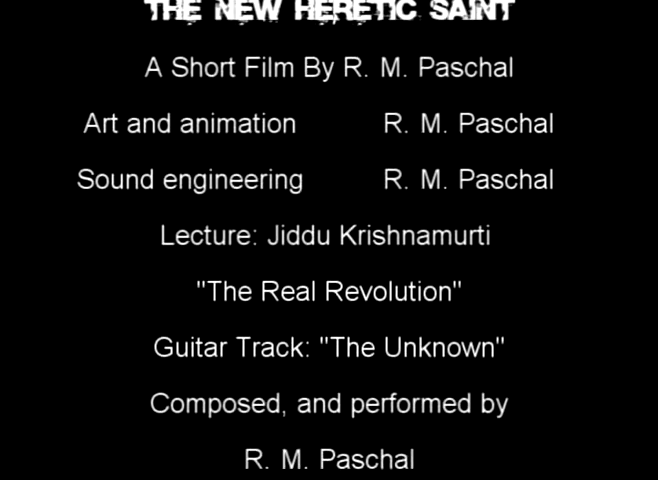 THE NEW HERETIC SAINT
A Short Film By R. M. Paschal
Art and animation R. M. Paschal
Sound engineering R. M. Paschal
Lecture: Jiddu Krishnamurti
"The Real Revolution"
Guitar Track: "The Unknown"
Composed, and performed by
R. M. Paschal